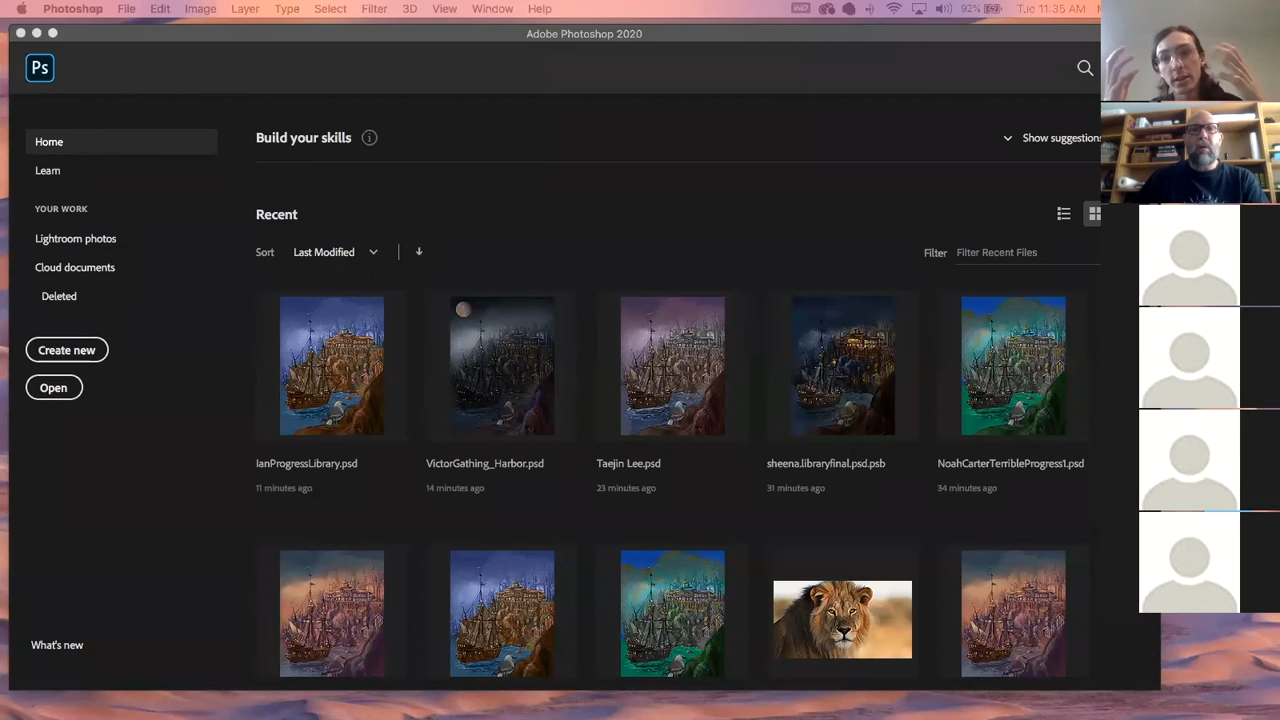 Photoshop File Edit Image Layer Type Select Filter 3D View Window Help 92% Tue 11:35 AM
Adobe Photoshop 2020
Ps
Home
Learn
YOUR WORK
Lightroom photos
Cloud documents
Deleted
Create new
Open
What's new
Build your skills
Show suggestions
Recent
Sort Last Modified Filter Filter Recent Files
IanProgressLibrary.psd VictorGathing_Harbor.psd Taejin Lee.psd sheena.libraryfinal.psd.psb NoahCarterTerribleProgress1.psd
11 minutes ago 14 minutes ago 23 minutes ago 31 minutes ago 34 minutes ago